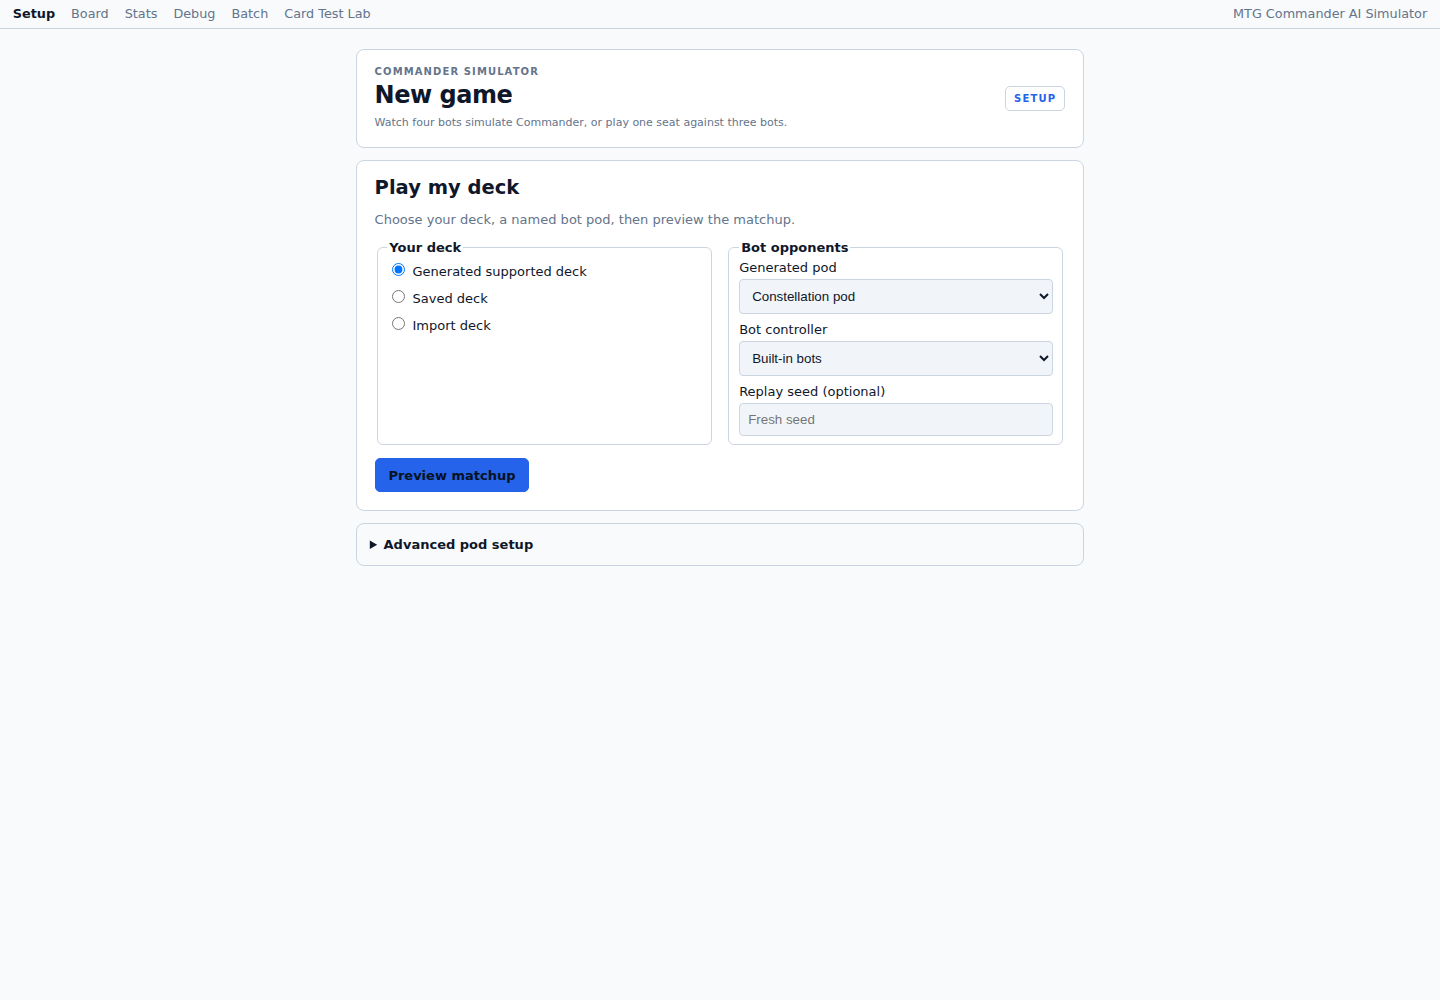 Setup Board Stats Debug Batch Card Test Lab MTG Commander AI Simulator
COMMANDER SIMULATOR
New game
SETUP
Watch four bots simulate Commander, or play one seat against three bots.
Play my deck
Choose your deck, a named bot pod, then preview the matchup.
Your deck
Generated supported deck
Saved deck
Import deck
Bot opponents
Generated pod
Constellation pod
Bot controller
Built-in bots
Replay seed (optional)
Fresh seed
Preview matchup
Advanced pod setup